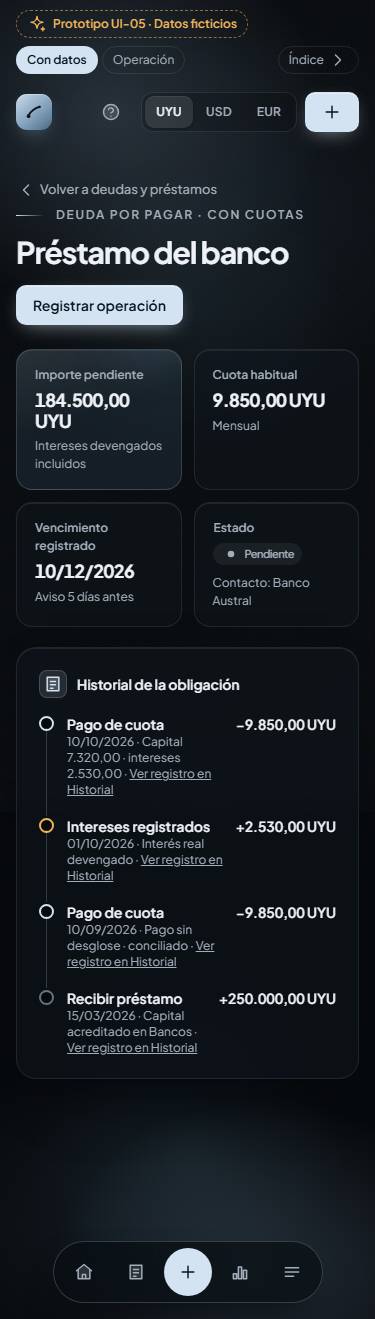 Prototipo UI-05 · Datos ficticios
Con datos
Operación
Índice
UYU
USD
EUR
Volver a deudas y préstamos
DEUDA POR PAGAR · CON CUOTAS
Préstamo del banco
Registrar operación
Importe pendiente
184.500,00
UYU
Intereses devengados
incluidos
Cuota habitual
9.850,00 UYU
Mensual
Vencimiento
registrado
10/12/2026
Aviso 5 días antes
Estado
Pendiente
Contacto: Banco
Austral
Historial de la obligación
Pago de cuota
−9.850,00 UYU
10/10/2026 · Capital
7.320,00 · intereses
2.530,00 · Ver registro en
Historial
Intereses registrados
+2.530,00 UYU
01/10/2026 · Interés real
devengado · Ver registro en
Historial
Pago de cuota
−9.850,00 UYU
10/09/2026 · Pago sin
desglose · conciliado · Ver
registro en Historial
Recibir préstamo
+250.000,00 UYU
15/03/2026 · Capital
acreditado en Bancos ·
Ver registro en Historial